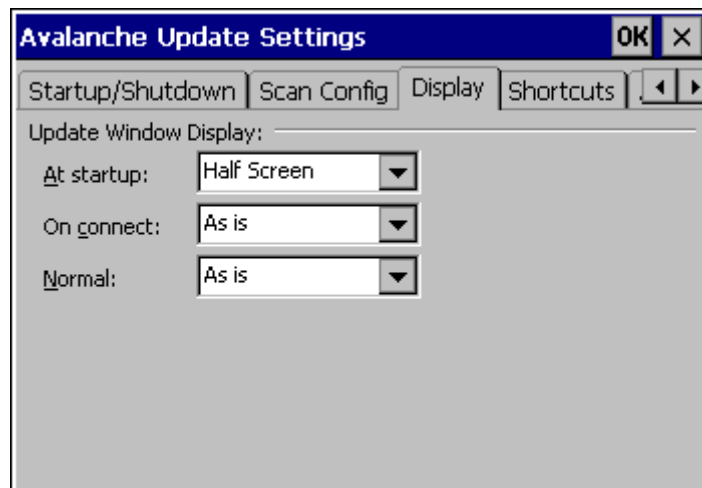 Avalanche Update Settings OK
Startup/Shutdown Scan Config Display Shortcuts
Update Window Display:
At startup: Half Screen
On connect: As is
Normal: As is